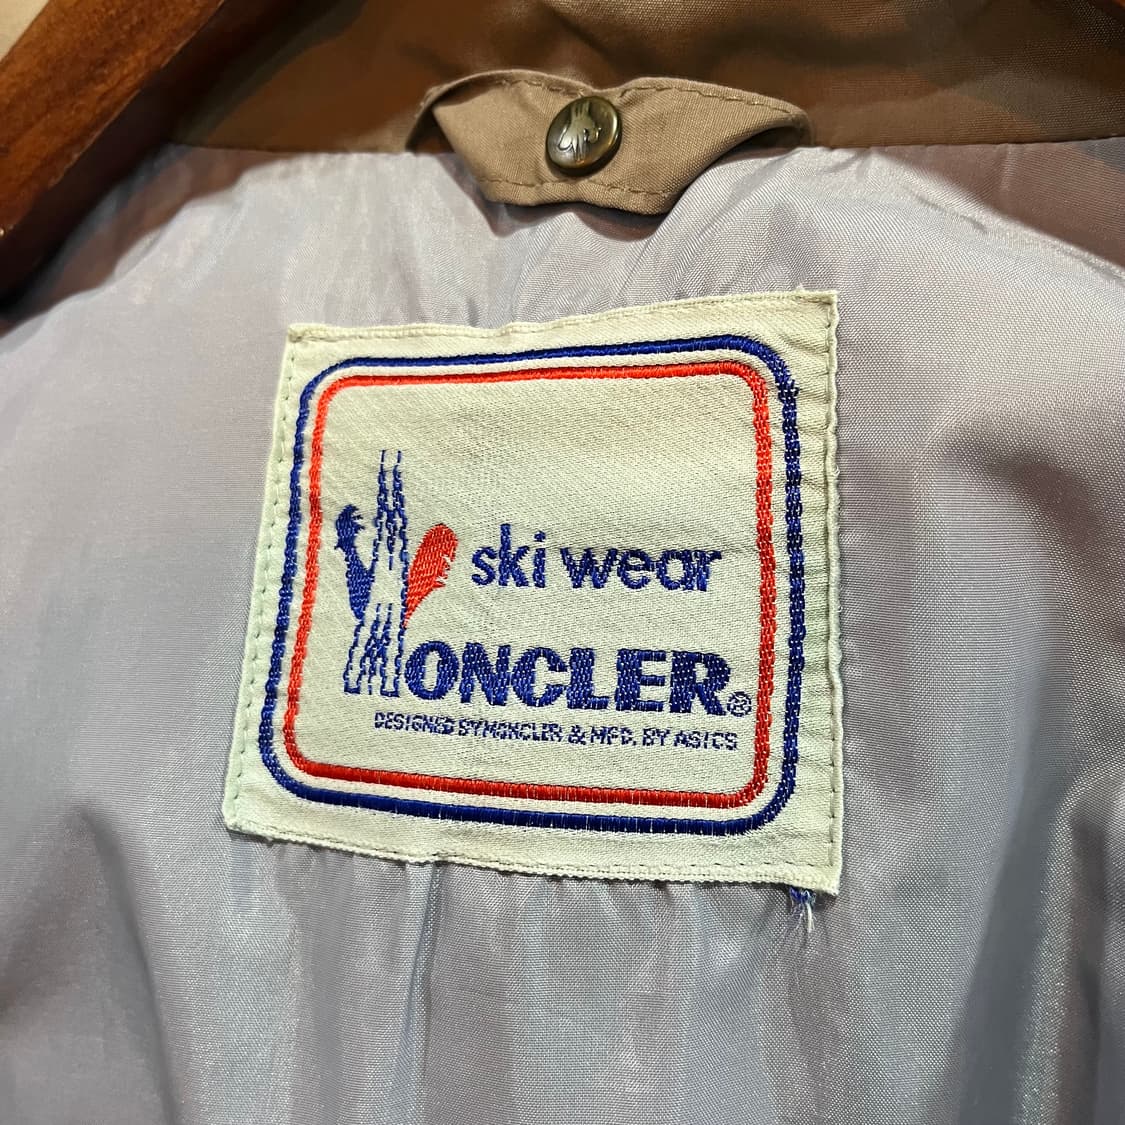 ski wear
MONCLER®
DESIGNED BY MONCLER & MFD. BY ASICS